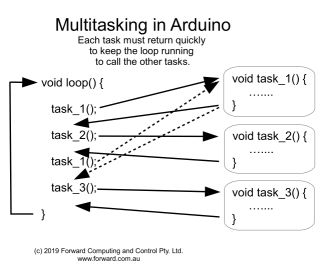 Multitasking in Arduino
Each task must return quickly
to keep the loop running
to call the other tasks.
void loop() {
task_1();
task_2();
task_1();
task_3();
}
void task_1() {
.......
}
void task_2() {
.......
}
void task_3() {
.......
}
(c) 2019 Forward Computing and Control Pty. Ltd.
www.forward.com.au